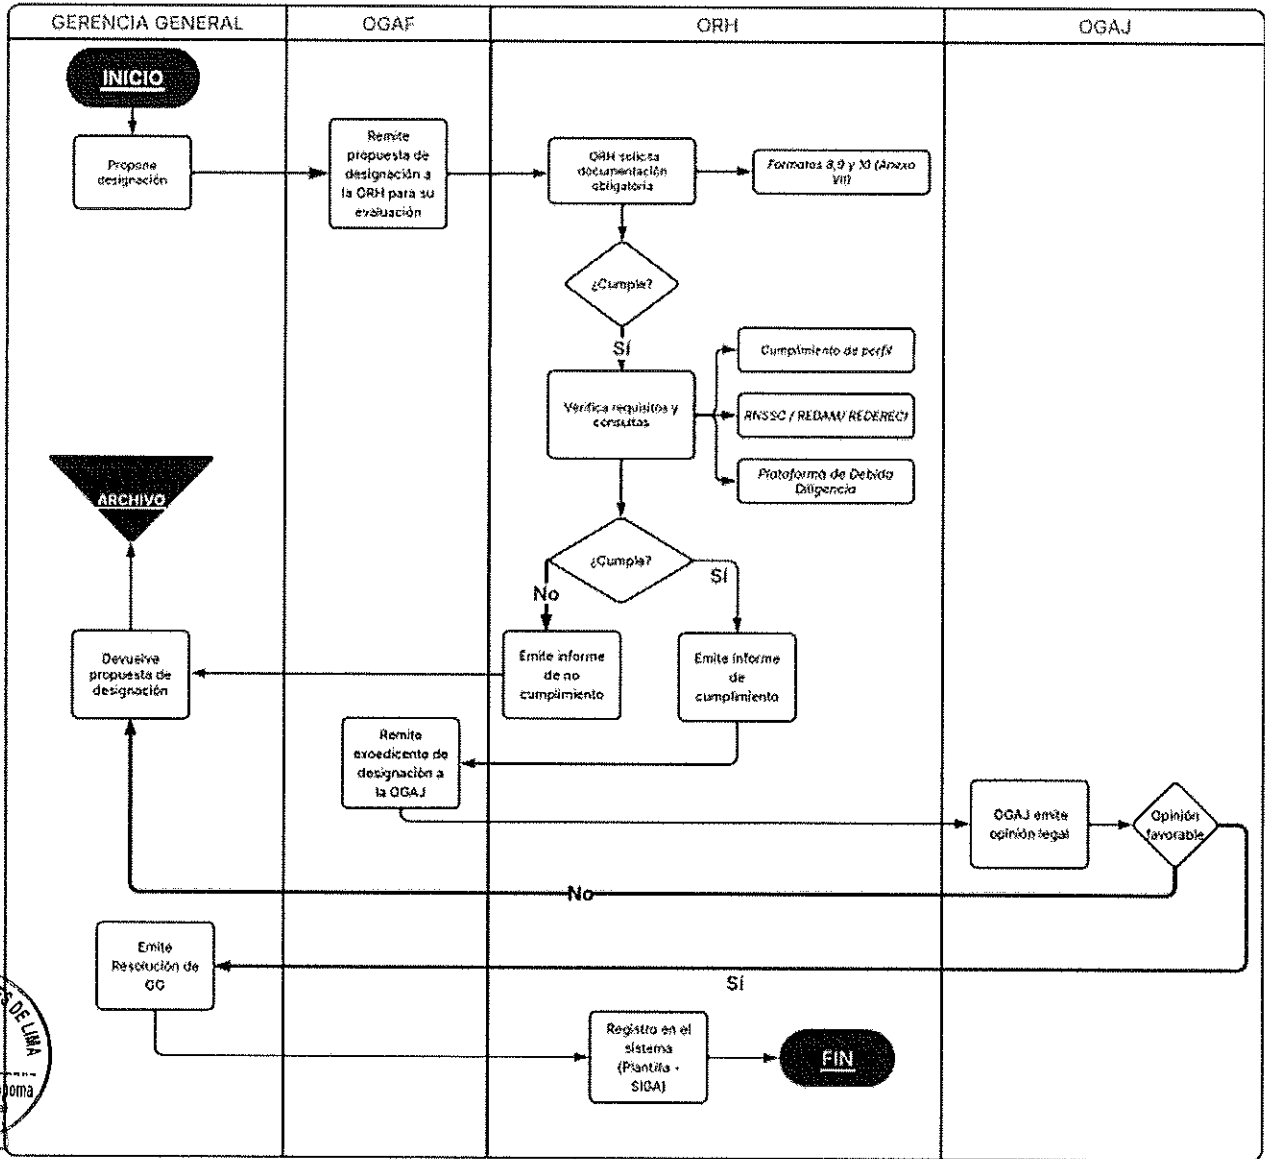 GERENCIA GENERAL
OGAF
ORH
OGAJ
INICIO
Propone
designación
Remite
propuesta de
designación a
la ORH para su
evaluación
ORH solicita
documentación
obligatoria
Formatos 8,9 y XI (Anexo
VII)
¿Cumple?
Sí
Verifica requisitos y
consultas
Cumplimiento de perfil
RNSSC / REDAM/ REDERECI
Plataforma de Debida
Diligencia
ARCHIVO
¿Cumple?
No
Sí
Devuelve
propuesta de
designación
Emite informe
de no
cumplimiento
Emite informe
de
cumplimiento
Remite
expediente de
designación a
la OGAJ
OGAJ emite
opinión legal
Opinión
favorable
No
Emite
Resolución de
GG
Sí
Registro en el
sistema
(Plantilla +
SIGA)
FIN
DE LIMA